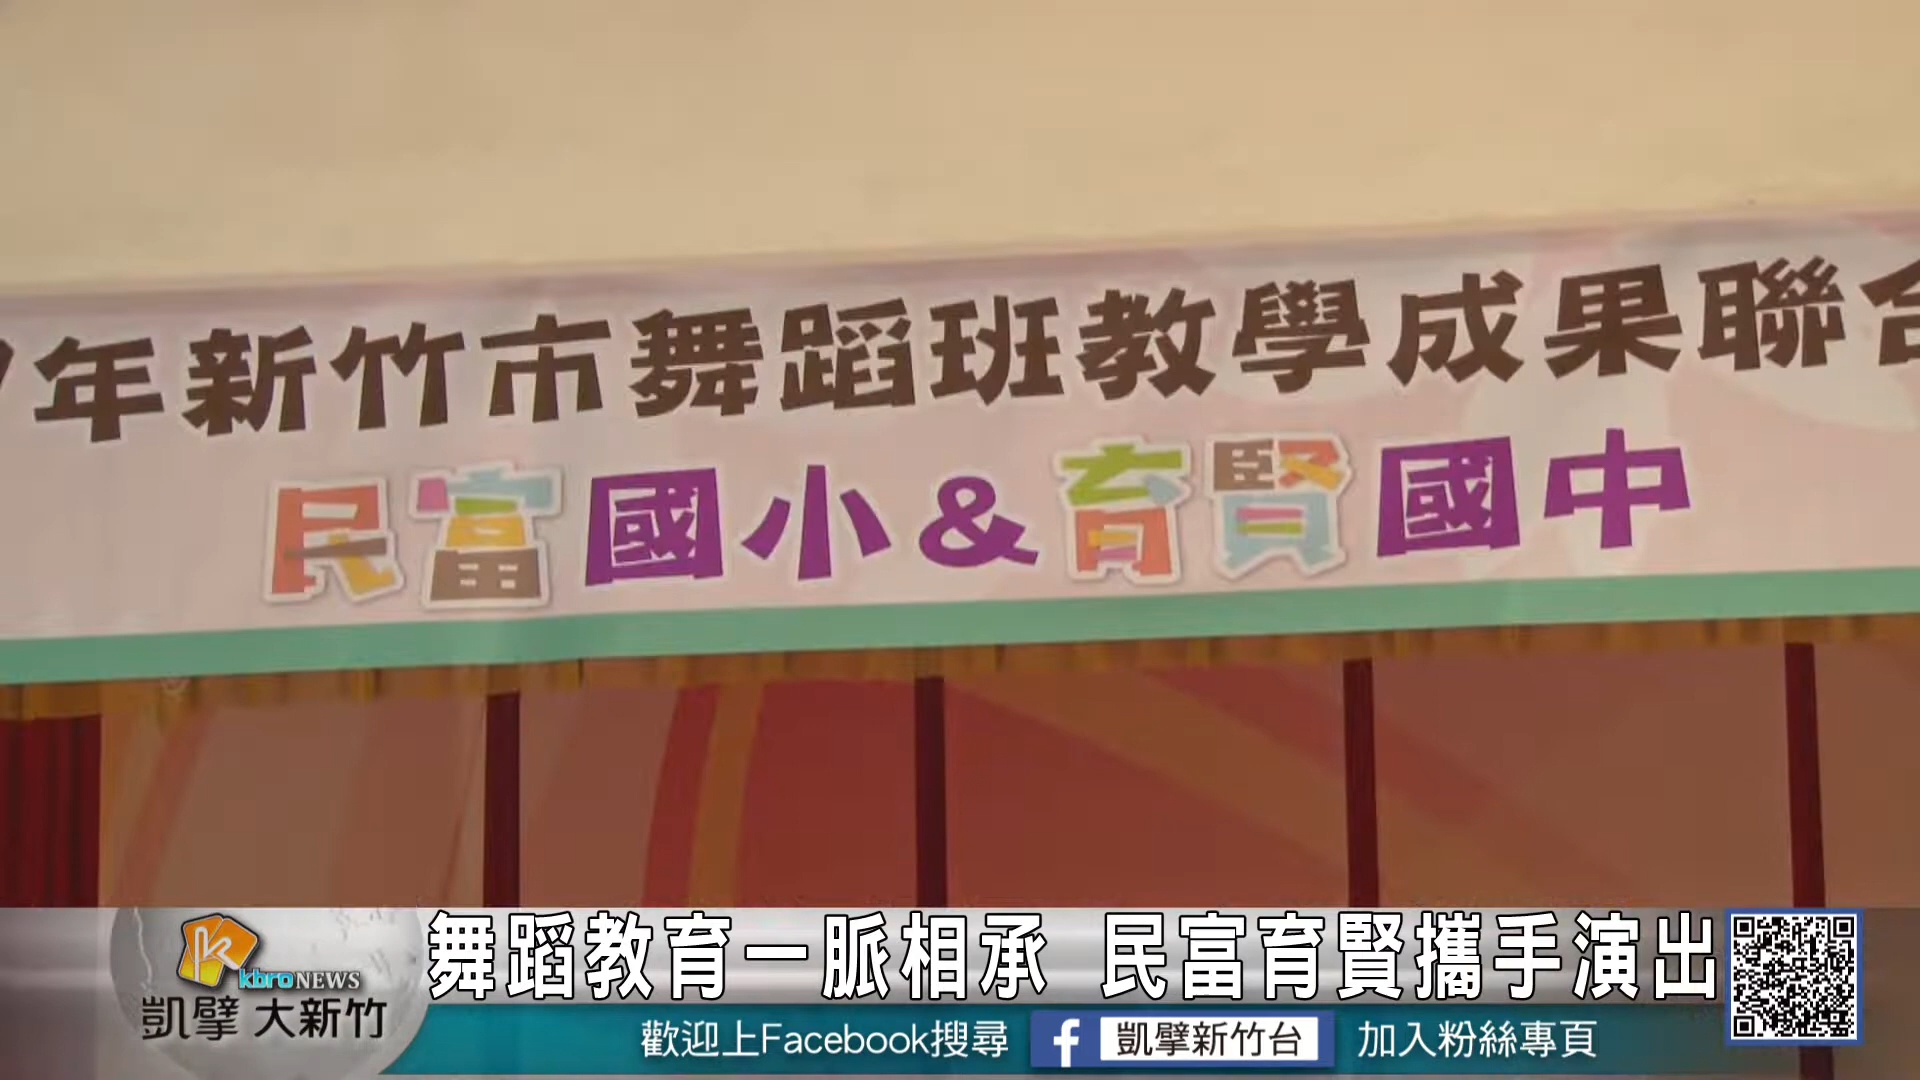 年新竹市舞蹈班教學成果聯合
民富國小&育賢國中
舞蹈教育一脈相承 民富育賢攜手演出
kbro NEWS
凱擘 大新竹
歡迎上Facebook搜尋 f 凱擘新竹台 加入粉絲專頁